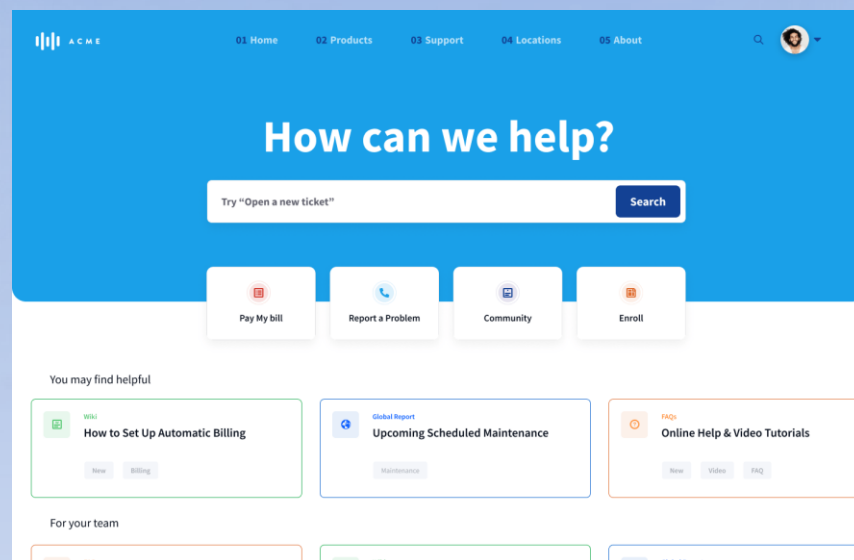 ACME
01 Home 02 Products 03 Support 04 Locations 05 About
How can we help?
Try “Open a new ticket” Search
Pay My bill Report a Problem Community Enroll
You may find helpful
Wiki Global Report FAQs
How to Set Up Automatic Billing Upcoming Scheduled Maintenance Online Help & Video Tutorials
New Billing Maintenance New Video FAQ
For your team